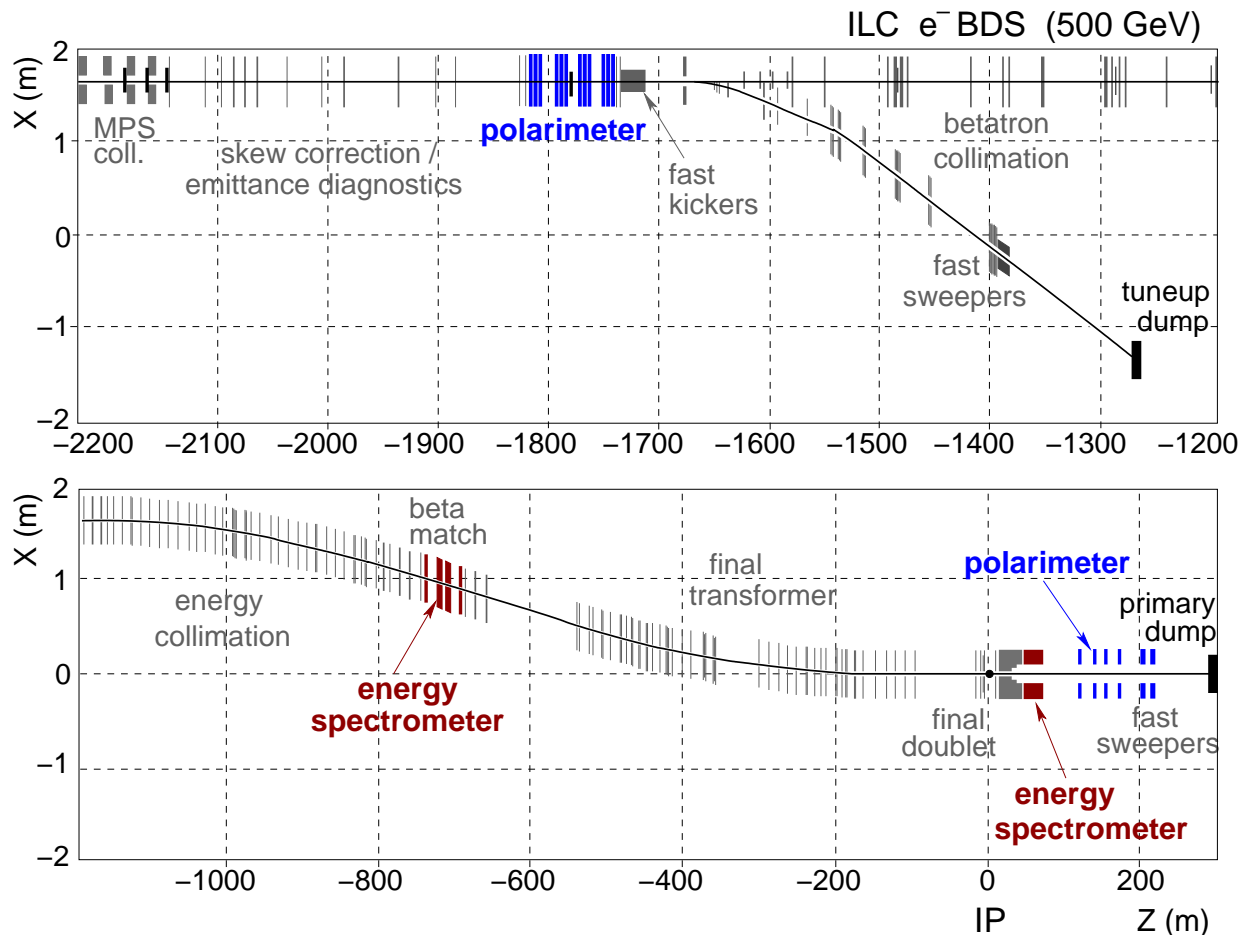 ILC e⁻ BDS (500 GeV)
X (m)
2
1
0
−1
−2
MPS
coll.
skew correction /
emittance diagnostics
polarimeter
fast
kickers
betatron
collimation
fast
sweepers
tuneup
dump
−2200 −2100 −2000 −1900 −1800 −1700 −1600 −1500 −1400 −1300 −1200
X (m)
2
1
0
−1
−2
energy
collimation
beta
match
energy
spectrometer
final
transformer
polarimeter
primary
dump
final
doublet
fast
sweepers
energy
spectrometer
−1000 −800 −600 −400 −200 0 200
IP Z (m)